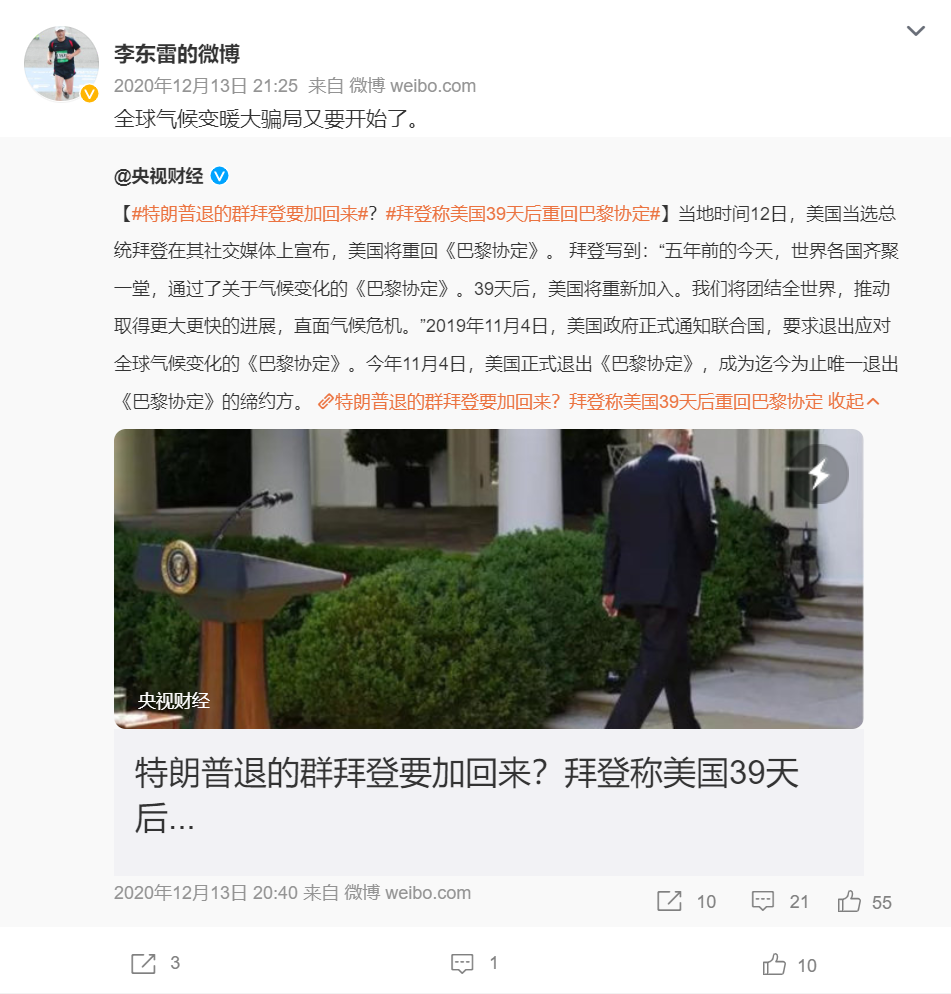 李东雷的微博
2020年12月13日 21:25 来自 微博 weibo.com
全球气候变暖大骗局又要开始了。
@央视财经
【#特朗普退的群拜登要加回来#？#拜登称美国39天后重回巴黎协定#】当地时间12日，美国当选总
统拜登在其社交媒体上宣布，美国将重回《巴黎协定》。 拜登写到：“五年前的今天，世界各国齐聚
一堂，通过了关于气候变化的《巴黎协定》。39天后，美国将重新加入。我们将团结全世界，推动
取得更大更快的进展，直面气候危机。”2019年11月4日，美国政府正式通知联合国，要求退出应对
全球气候变化的《巴黎协定》。今年11月4日，美国正式退出《巴黎协定》，成为迄今为止唯一退出
《巴黎协定》的缔约方。 特朗普退的群拜登要加回来？拜登称美国39天后重回巴黎协定 收起
央视财经
特朗普退的群拜登要加回来？拜登称美国39天
后...
2020年12月13日 20:40 来自 微博 weibo.com
10 21 55
3 1 10